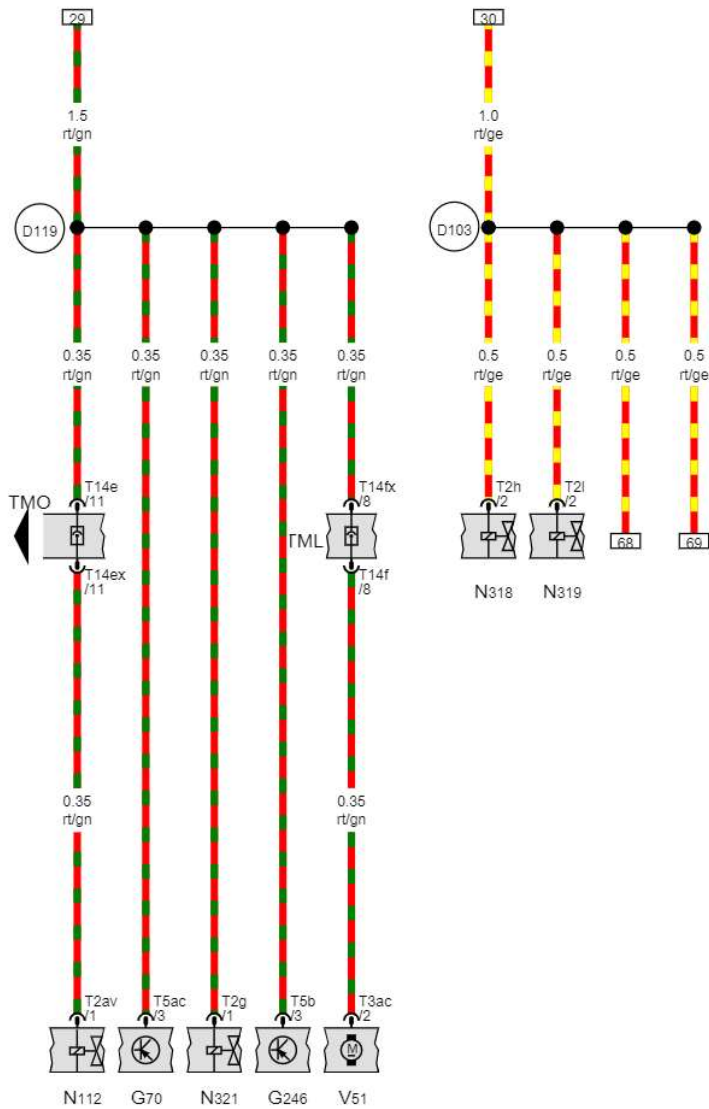 29
30
1.5
rt/gn
1.0
rt/ge
D119
D103
0.35
rt/gn
0.35
rt/gn
0.35
rt/gn
0.35
rt/gn
0.35
rt/gn
0.5
rt/ge
0.5
rt/ge
0.5
rt/ge
0.5
rt/ge
T14e
/11
TMO
T14ex
/11
T14fx
/8
TML
T14f
/8
T2h
/2
T2l
/2
N318
N319
68
69
0.35
rt/gn
0.35
rt/gn
T2av
/1
T5ac
/3
T2g
/1
T5b
/3
T3ac
/2
M
N112
G70
N321
G246
V51